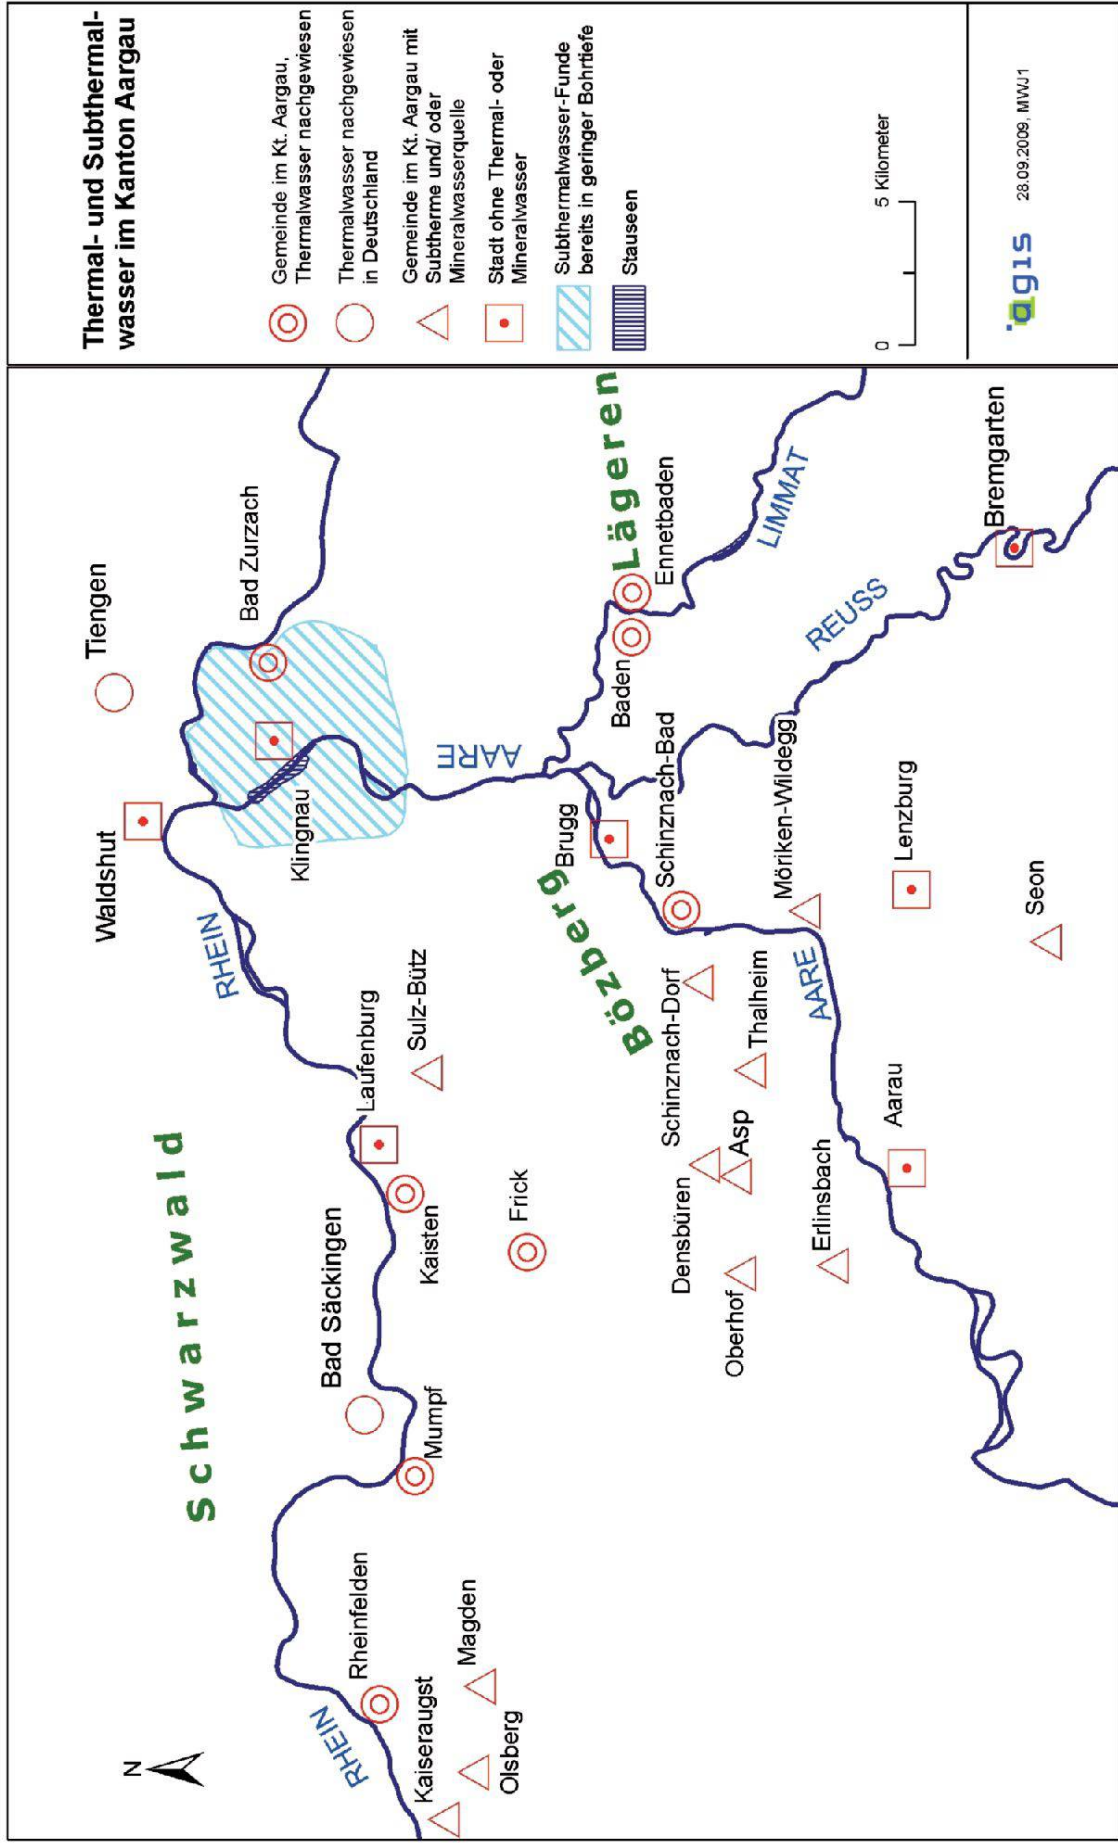 Thermal- und Subthermal-
wasser im Kanton Aargau
Gemeinde im Kt. Aargau,
Thermalwasser nachgewiesen
Thermalwasser nachgewiesen
in Deutschland
Gemeinde im Kt. Aargau mit
Subtherme und/ oder
Mineralwasserquelle
Stadt ohne Thermal- oder
Mineralwasser
Subthermalwasser-Funde
bereits in geringer Bohrtiefe
Stauseen
0
5 Kilometer
agis
28.09.2009, MWJ1
N
Schwarzwald
Tiengen
Waldshut
Bad Zurzach
RHEIN
Klingnau
Laufenburg
Sulz-Bütz
Bad Säckingen
Kaisten
Mumpf
Frick
RHEIN
Rheinfelden
Kaiseraugst
Magden
Olsberg
AARE
Lägeren
Ennetbaden
Baden
LIMMAT
Bözberg
Brugg
Schinznach-Bad
Schinznach-Dorf
REUSS
Möriken-Wildegg
Thalheim
Densbüren
Asp
Oberhof
AARE
Erlinsbach
Aarau
Lenzburg
Seon
Bremgarten